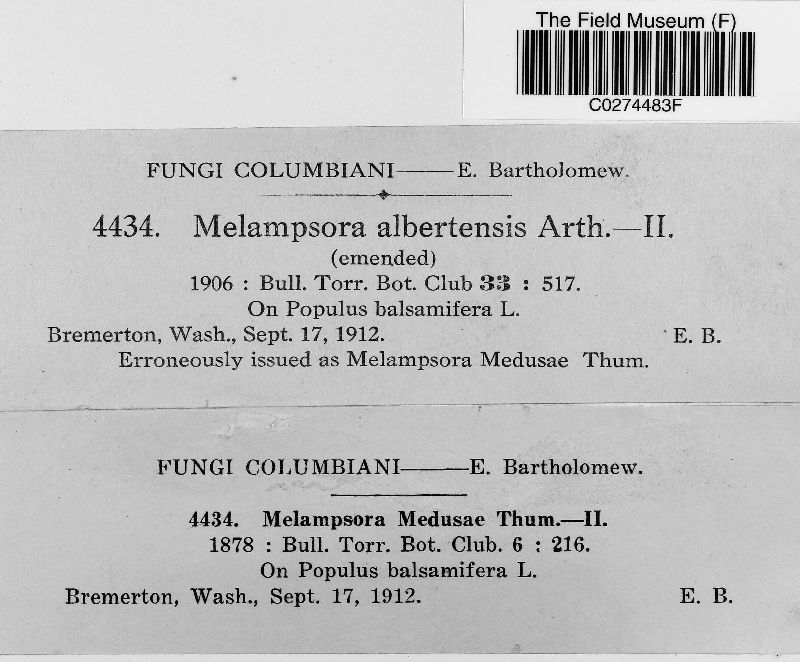 The Field Museum (F)
C0274483F
FUNGI COLUMBIANI——E. Bartholomew.
4434. Melampsora albertensis Arth.—II.
(emended)
1906 : Bull. Torr. Bot. Club 33 : 517.
On Populus balsamifera L.
Bremerton, Wash., Sept. 17, 1912. E. B.
Erroneously issued as Melampsora Medusae Thum.
FUNGI COLUMBIANI——E. Bartholomew.
4434. Melampsora Medusae Thum.—II.
1878 : Bull. Torr. Bot. Club. 6 : 216.
On Populus balsamifera L.
Bremerton, Wash., Sept. 17, 1912. E. B.